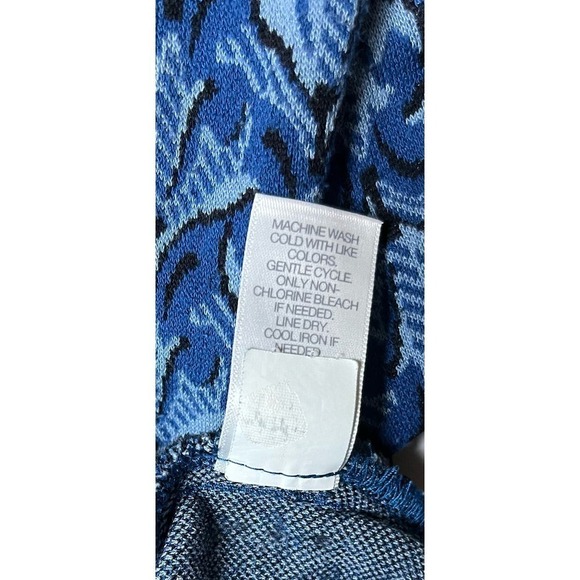 MACHINE WASH
COLD WITH LIKE
COLORS.
GENTLE CYCLE.
ONLY NON-
CHLORINE BLEACH
IF NEEDED.
LINE DRY.
COOL IRON IF
NEEDED